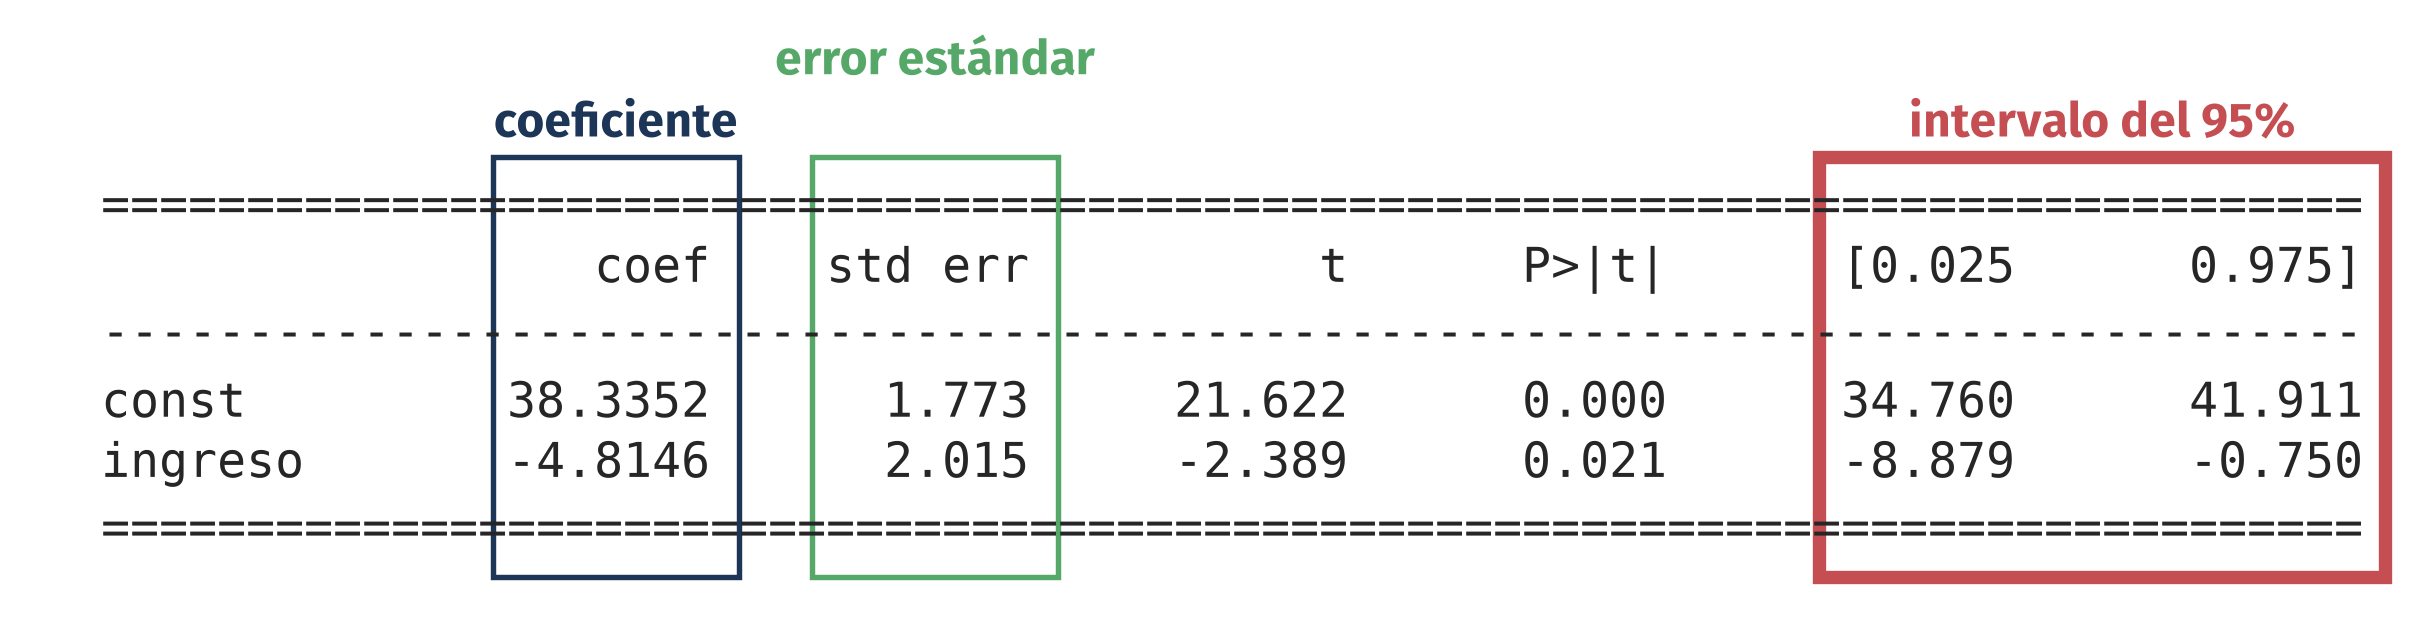 error estándar
coeficiente intervalo del 95%
==============================================================================
coef std err t P>|t| [0.025 0.975]
------------------------------------------------------------------------------
const 38.3352 1.773 21.622 0.000 34.760 41.911
ingreso -4.8146 2.015 -2.389 0.021 -8.879 -0.750
==============================================================================